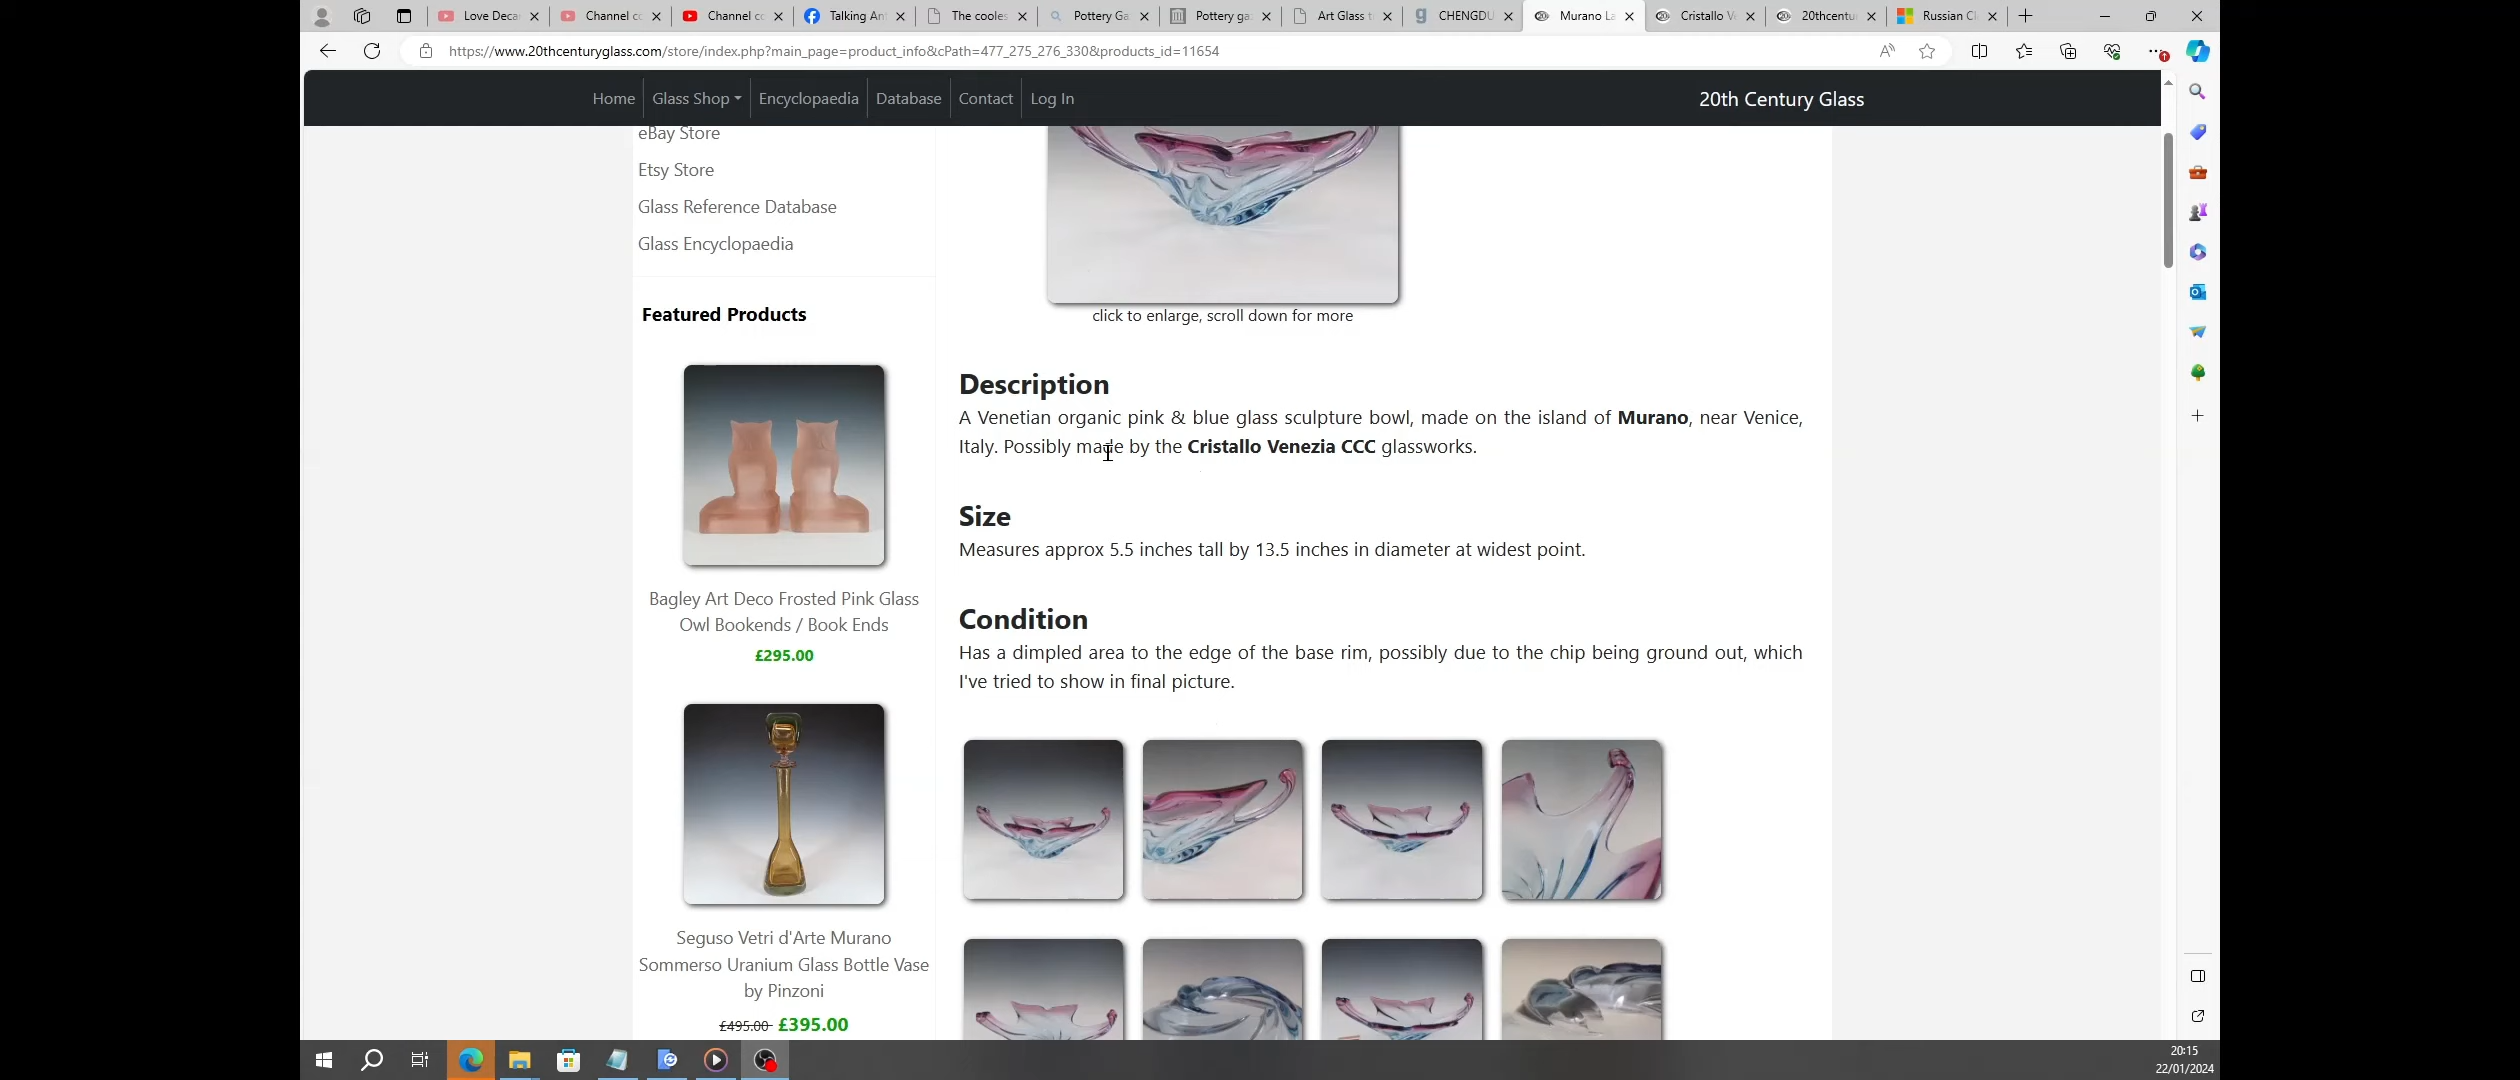 Love Deca
Channel co
Channel co
Talking An
The cooles
Pottery Ga
Pottery ga
Art Glass t
CHENGDU
Murano La
Cristallo V
20thcentu
Russian Cl
https://www.20thcenturyglass.com/store/index.php?main_page=product_info&cPath=477_275_276_330&products_id=11654
Home
Glass Shop
Encyclopaedia
Database
Contact
Log In
20th Century Glass
eBay Store
Etsy Store
Glass Reference Database
Glass Encyclopaedia
Featured Products
Bagley Art Deco Frosted Pink Glass
Owl Bookends / Book Ends
£295.00
Seguso Vetri d'Arte Murano
Sommerso Uranium Glass Bottle Vase
by Pinzoni
£495.00 £395.00
click to enlarge, scroll down for more
Description
A Venetian organic pink & blue glass sculpture bowl, made on the island of Murano, near Venice,
Italy. Possibly made by the Cristallo Venezia CCC glassworks.
Size
Measures approx 5.5 inches tall by 13.5 inches in diameter at widest point.
Condition
Has a dimpled area to the edge of the base rim, possibly due to the chip being ground out, which
I've tried to show in final picture.
20:15
22/01/2024